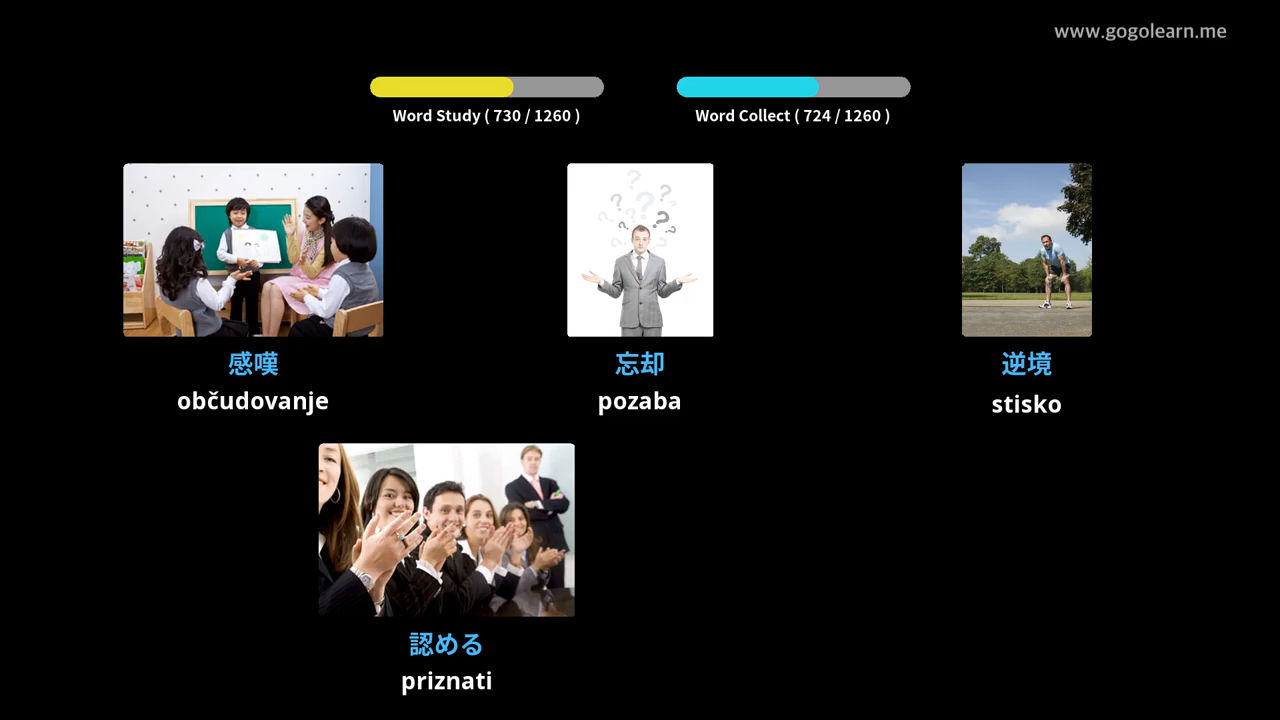 www.gogolearn.me
Word Study ( 730 / 1260 )
Word Collect ( 724 / 1260 )
感嘆
občudovanje
忘却
pozaba
逆境
stisko
認める
priznati